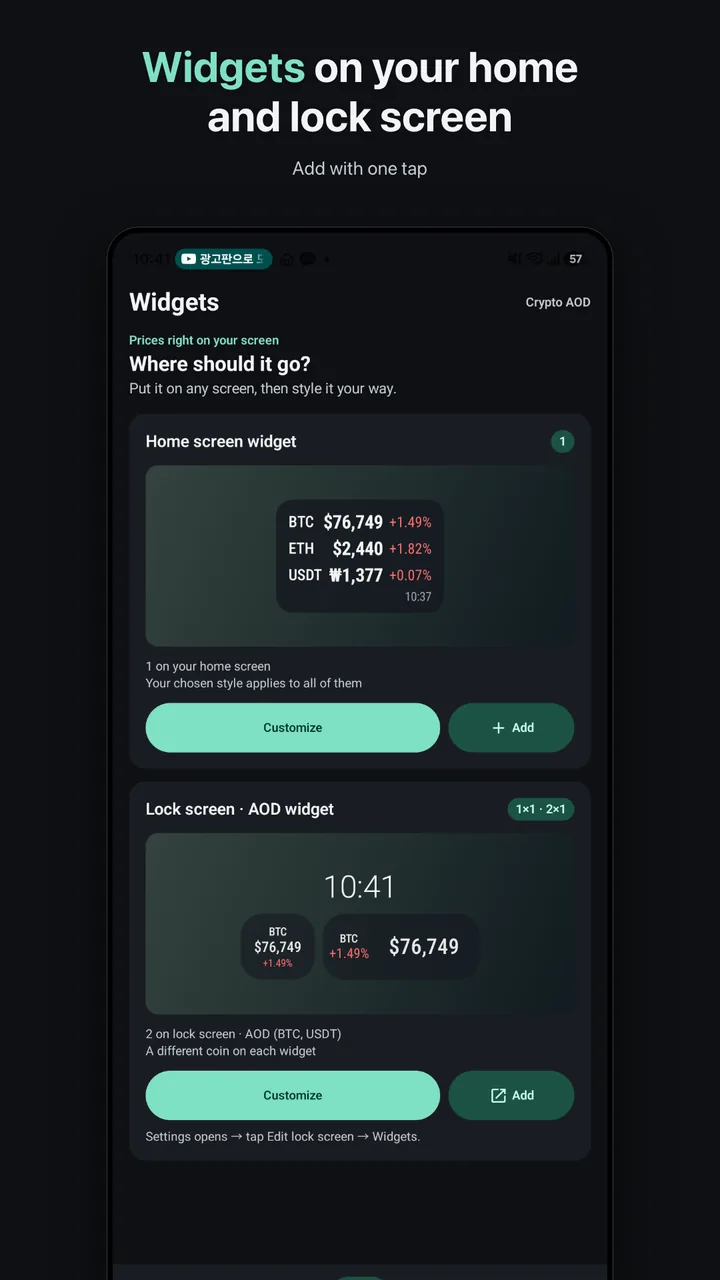 Widgets on your home
and lock screen
Add with one tap
10:41 광고판으로 57
Widgets
Crypto AOD
Prices right on your screen
Where should it go?
Put it on any screen, then style it your way.
Home screen widget
1
BTC $76,749 +1.49%
ETH $2,440 +1.82%
USDT ₩1,377 +0.07%
10:37
1 on your home screen
Your chosen style applies to all of them
Customize
+ Add
Lock screen · AOD widget
1×1 · 2×1
10:41
BTC
$76,749
+1.49%
BTC
+1.49%
$76,749
2 on lock screen · AOD (BTC, USDT)
A different coin on each widget
Customize
Add
Settings opens → tap Edit lock screen → Widgets.